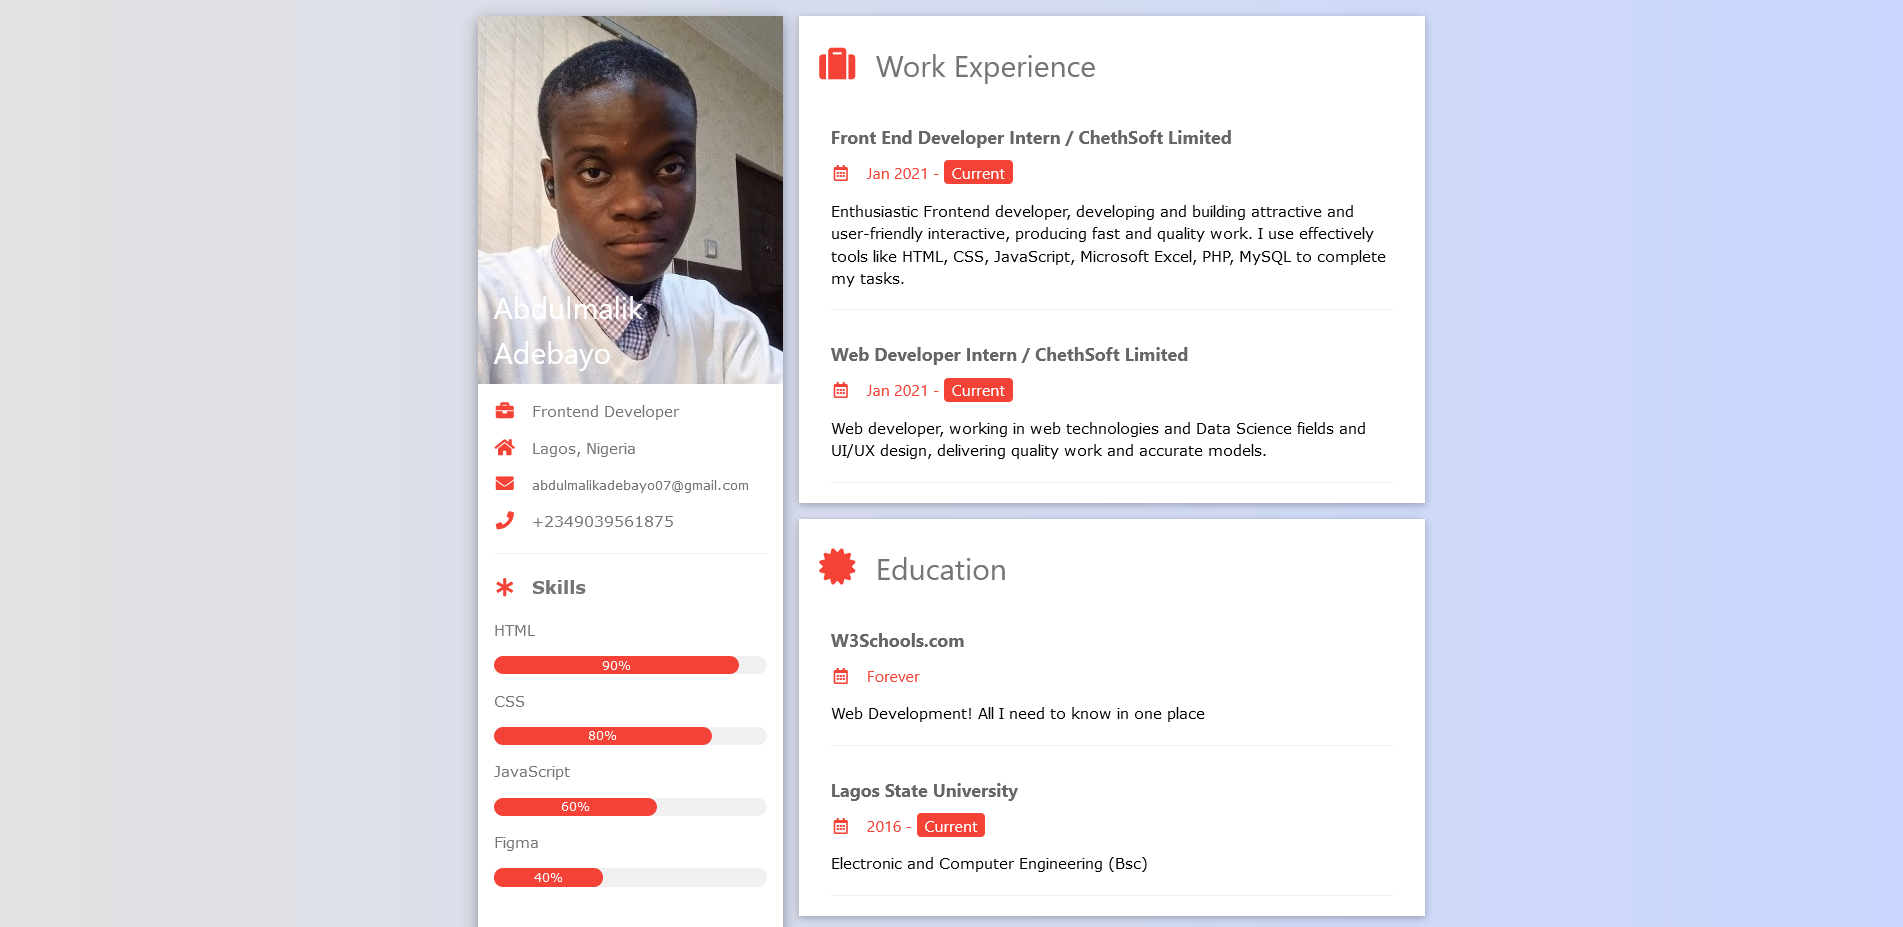 Abdulmalik
Adebayo
Frontend Developer
Lagos, Nigeria
abdulmalikadebayo07@gmail.com
+2349039561875
Skills
HTML
90%
CSS
80%
JavaScript
60%
Figma
40%
Work Experience
Front End Developer Intern / ChethSoft Limited
Jan 2021 - Current
Enthusiastic Frontend developer, developing and building attractive and
user-friendly interactive, producing fast and quality work. I use effectively
tools like HTML, CSS, JavaScript, Microsoft Excel, PHP, MySQL to complete
my tasks.
Web Developer Intern / ChethSoft Limited
Jan 2021 - Current
Web developer, working in web technologies and Data Science fields and
UI/UX design, delivering quality work and accurate models.
Education
W3Schools.com
Forever
Web Development! All I need to know in one place
Lagos State University
2016 - Current
Electronic and Computer Engineering (Bsc)